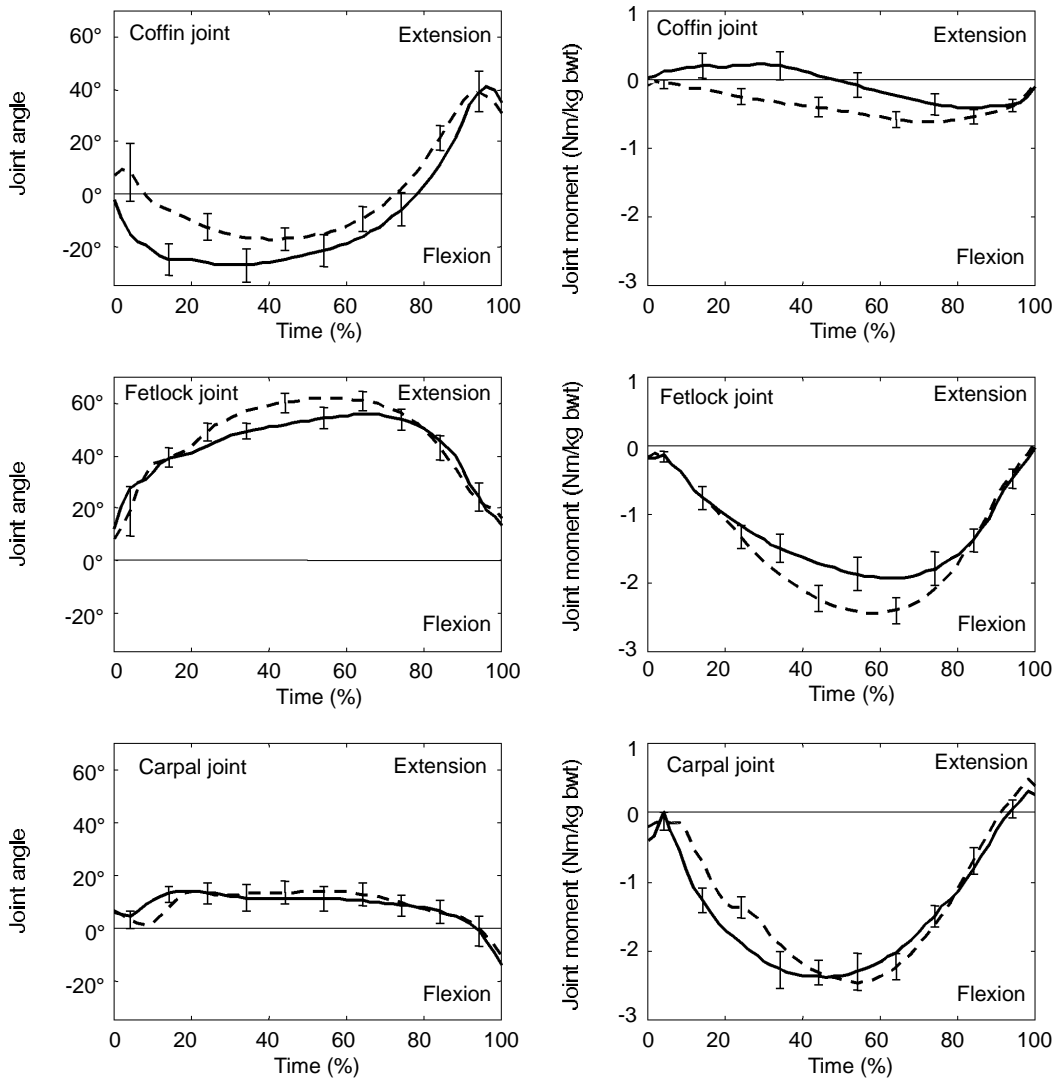 60°
Coffin joint
Extension
40°
20°
0°
-20°
Flexion
Joint angle
0
20
40
60
80
100
Time (%)
1
Coffin joint
Extension
0
-1
-2
-3
Flexion
Joint moment (Nm/kg bwt)
0
20
40
60
80
100
Time (%)
60°
Fetlock joint
Extension
40°
20°
0°
-20°
Flexion
Joint angle
0
20
40
60
80
100
Time (%)
1
Fetlock joint
Extension
0
-1
-2
-3
Flexion
Joint moment (Nm/kg bwt)
0
20
40
60
80
100
Time (%)
60°
Carpal joint
Extension
40°
20°
0°
-20°
Flexion
Joint angle
0
20
40
60
80
100
Time (%)
1
Carpal joint
Extension
0
-1
-2
-3
Flexion
Joint moment (Nm/kg bwt)
0
20
40
60
80
100
Time (%)